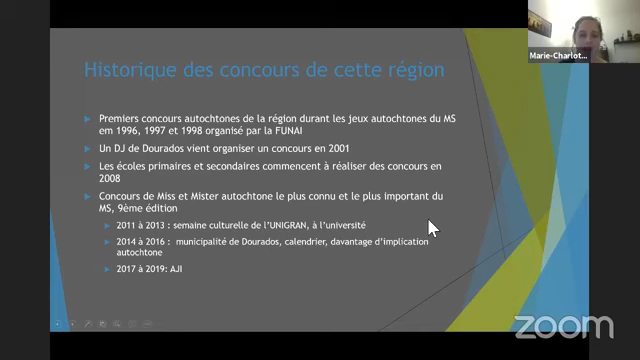 Marie-Charlot...
Historique des concours de cette région
Premiers concours autochtones de la région durant les jeux autochtones du MS
em 1996, 1997 et 1998 organisé par la FUNAI
Un DJ de Dourados vient organiser un concours en 2001
Les écoles primaires et secondaires commencent à réaliser des concours en
2008
Concours de Miss et Mister autochtone le plus connu et le plus important du
MS, 9ème édition
2011 à 2013 : semaine culturelle de l'UNIGRAN, à l'université
2014 à 2016 : municipalité de Dourados, calendrier, davantage d'implication
autochtone
2017 à 2019: AJI
zoom